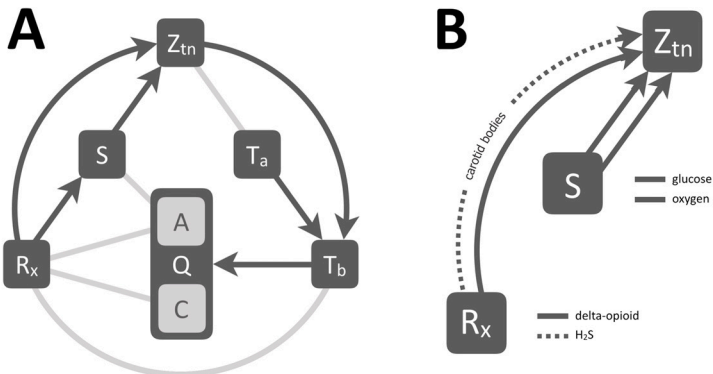 A
Ztn
S
Ta
A
Rx
Q
Tb
C
B
Ztn
carotid bodies
S
glucose
oxygen
Rx
delta-opioid
H₂S